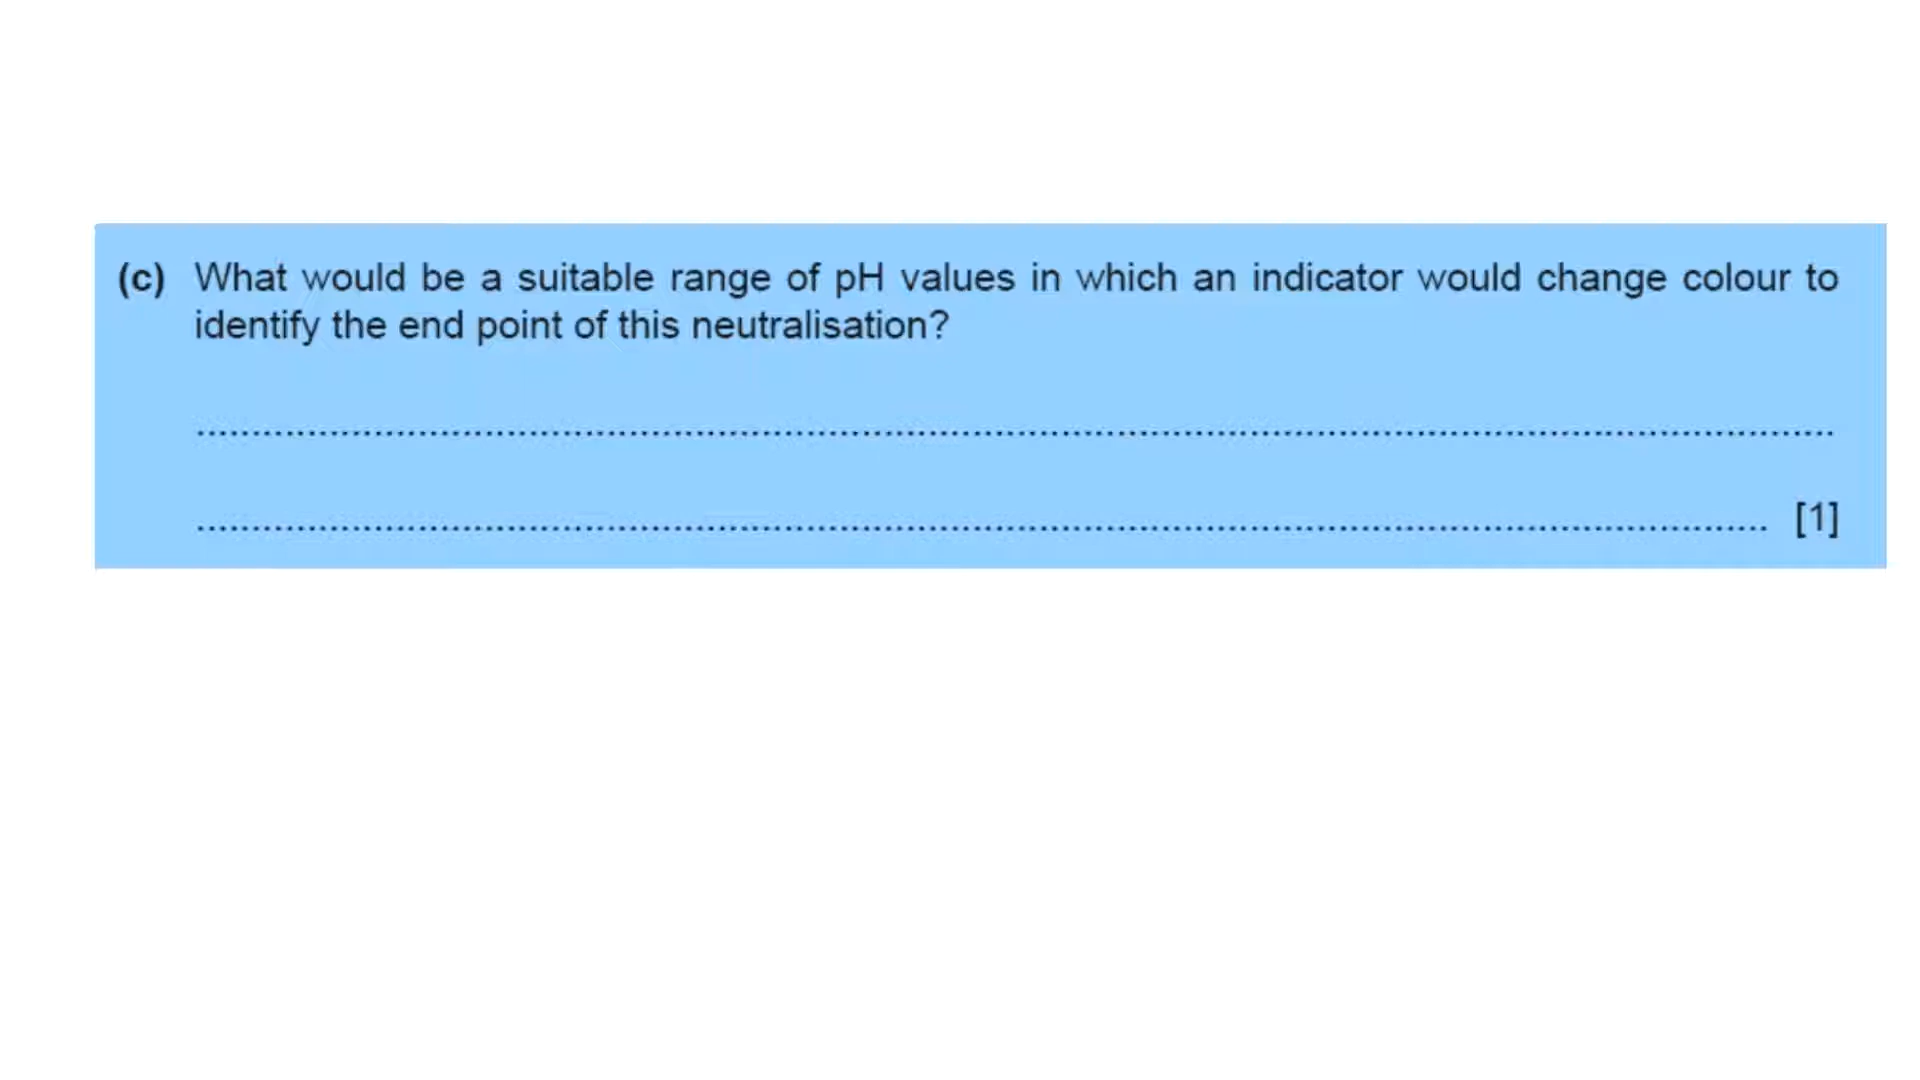 (c) What would be a suitable range of pH values in which an indicator would change colour to
identify the end point of this neutralisation?
................................................................................
................................................................................ [1]